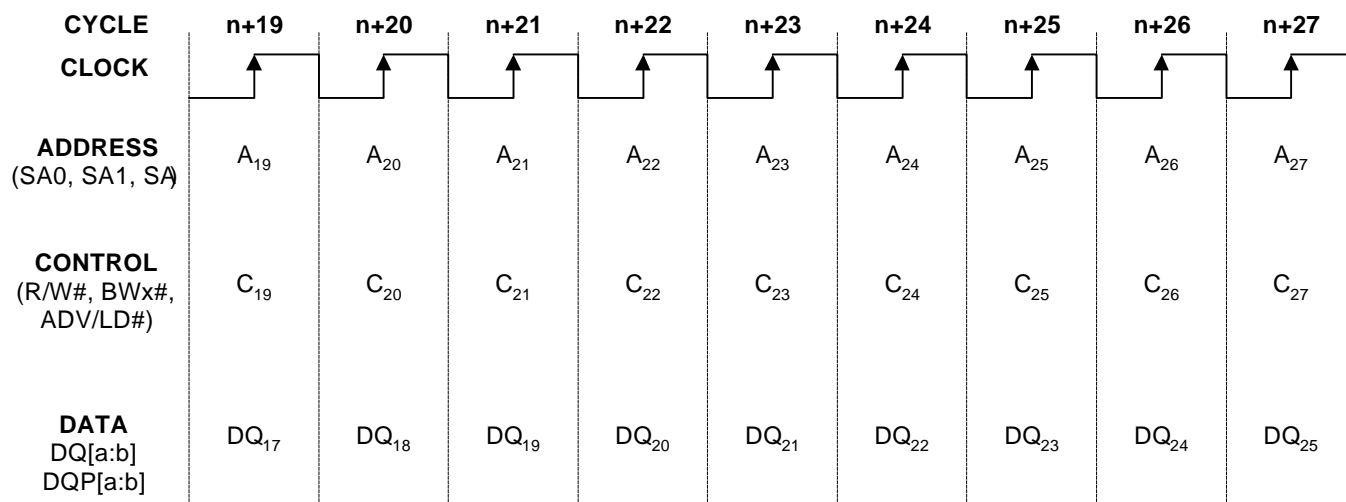 CYCLE n+19 n+20 n+21 n+22 n+23 n+24 n+25 n+26 n+27
CLOCK
ADDRESS
(SA0, SA1, SA)
A19 A20 A21 A22 A23 A24 A25 A26 A27
CONTROL
(R/W#, BWx#,
ADV/LD#)
C19 C20 C21 C22 C23 C24 C25 C26 C27
DATA
DQ[a:b]
DQP[a:b]
DQ17 DQ18 DQ19 DQ20 DQ21 DQ22 DQ23 DQ24 DQ25